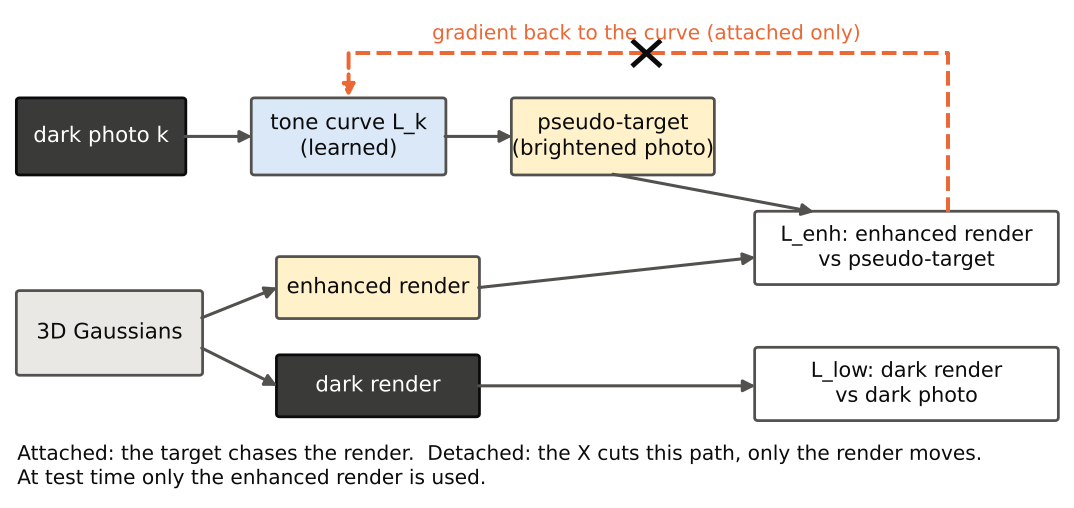 gradient back to the curve (attached only)
dark photo k
tone curve L_k
(learned)
pseudo-target
(brightened photo)
L_enh: enhanced render
vs pseudo-target
enhanced render
3D Gaussians
dark render
L_low: dark render
vs dark photo
Attached: the target chases the render.  Detached: the X cuts this path, only the render moves.
At test time only the enhanced render is used.